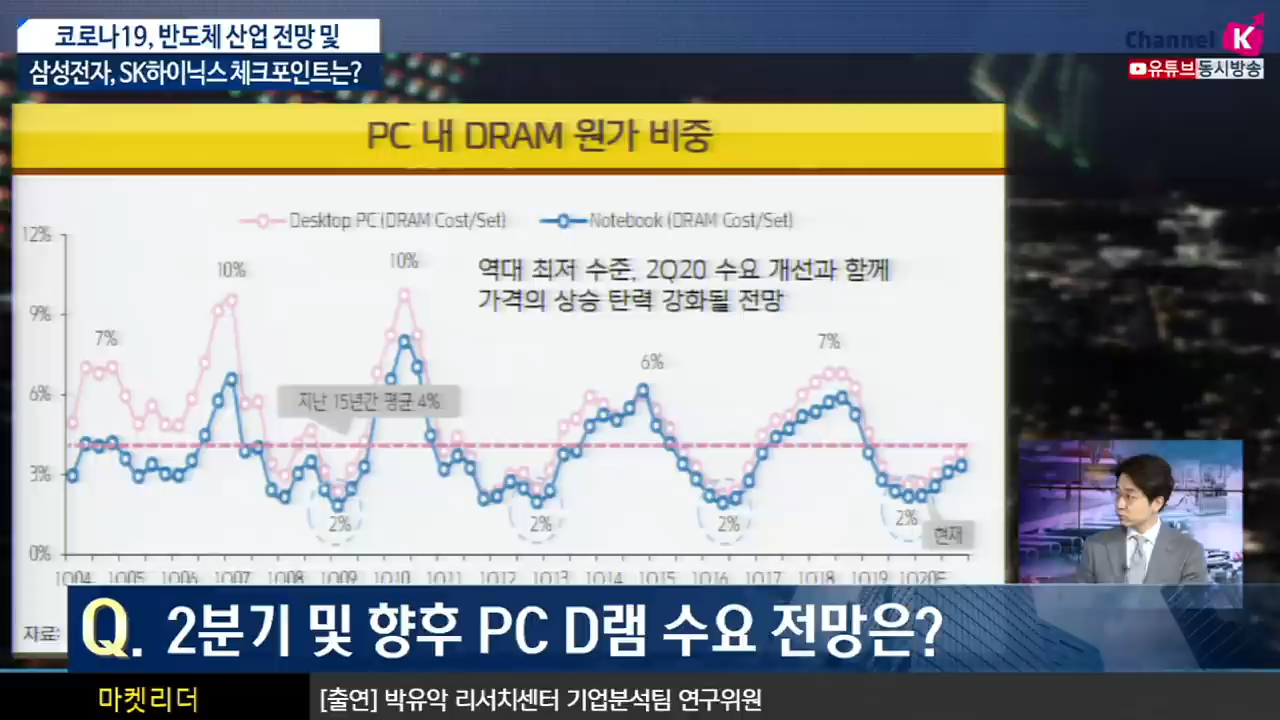 코로나19, 반도체 산업 전망 및
삼성전자, SK하이닉스 체크포인트는?
Channel K
유튜브 동시방송
PC 내 DRAM 원가 비중
Desktop PC (DRAM Cost/Set) Notebook (DRAM Cost/Set)
역대 최저 수준, 2Q20 수요 개선과 함께
가격의 상승 탄력 강화될 전망
12%
9%
6%
3%
0%
7%
10%
10%
6%
7%
지난 15년간 평균 4%
2%
2%
2%
2%
현재
1Q04 1Q05 1Q06 1Q07 1Q08 1Q09 1Q10 1Q11 1Q12 1Q13 1Q14 1Q15 1Q16 1Q17 1Q18 1Q19 1Q20E
자료:
Q. 2분기 및 향후 PC D램 수요 전망은?
마켓리더
[출연] 박유악 리서치센터 기업분석팀 연구위원